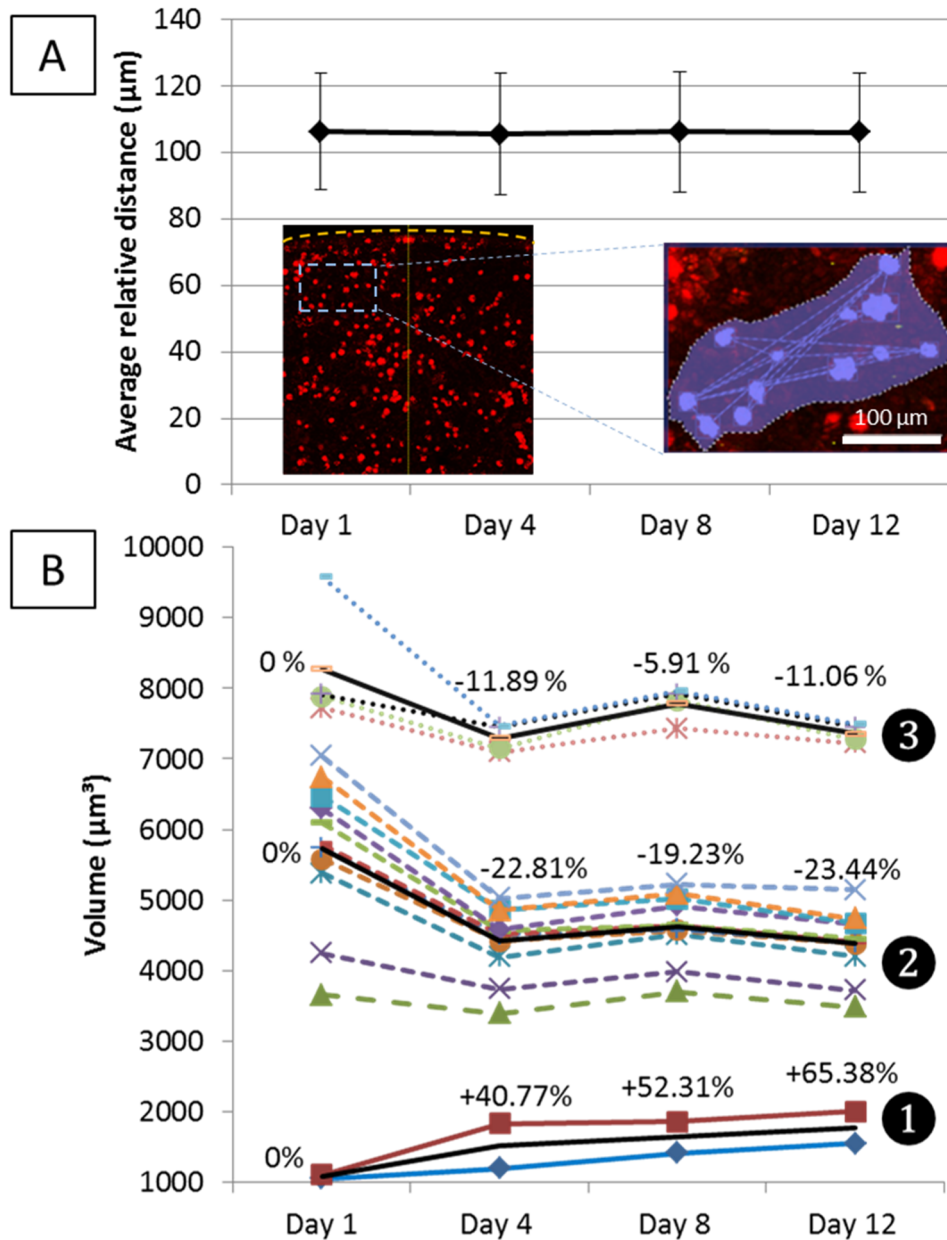 A
Average relative distance (µm)
140
120
100
80
60
40
20
0
100 µm
Day 1 Day 4 Day 8 Day 12
B
Volume (µm³)
10000
9000
8000
7000
6000
5000
4000
3000
2000
1000
0 % -11.89 % -5.91 % -11.06 %
3
0% -22.81% -19.23% -23.44%
2
0% +40.77% +52.31% +65.38%
1
Day 1 Day 4 Day 8 Day 12